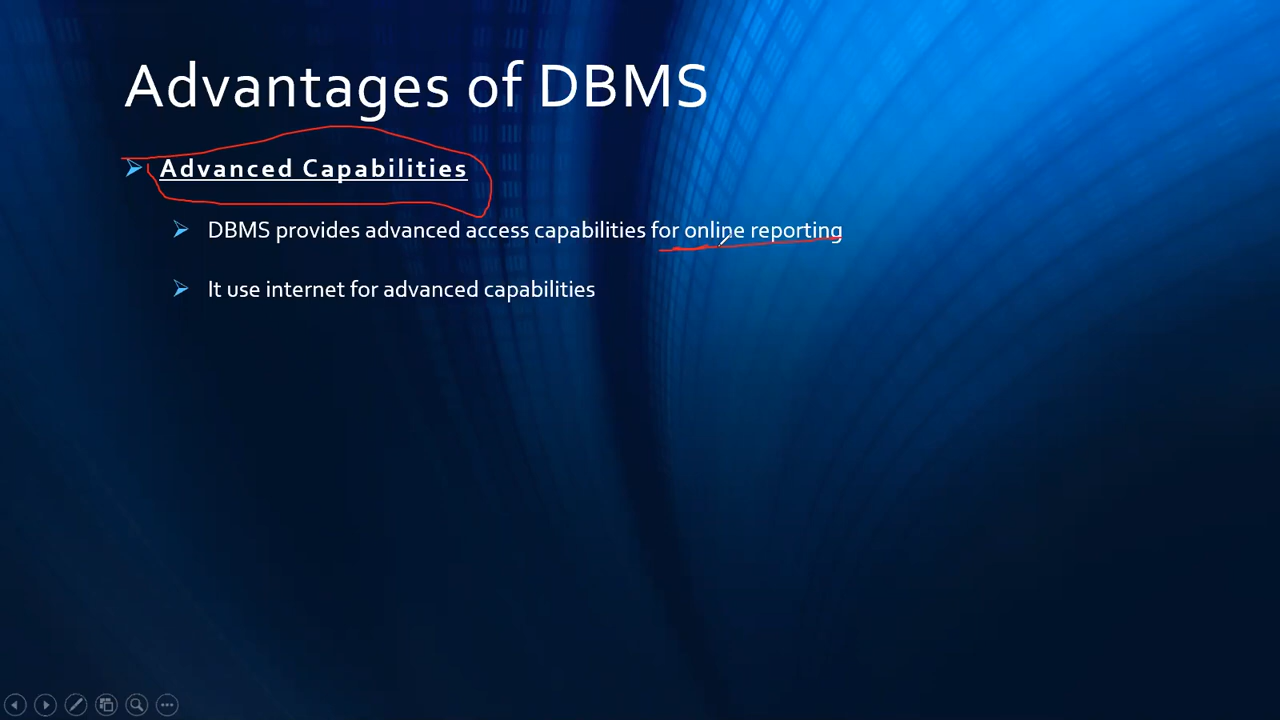 Advantages of DBMS
Advanced Capabilities
DBMS provides advanced access capabilities for online reporting
It use internet for advanced capabilities